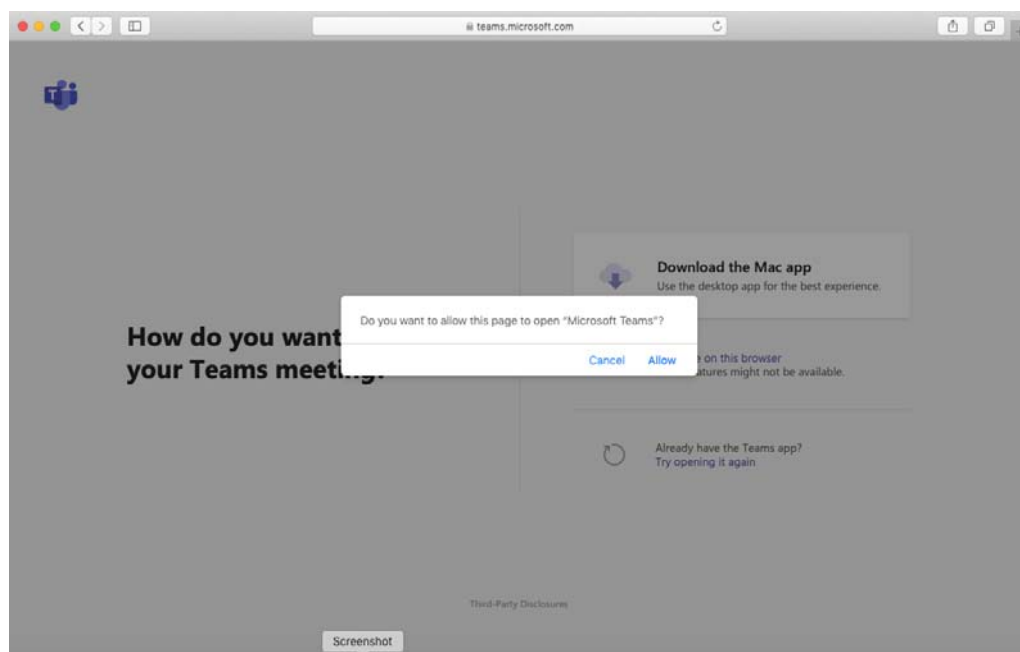 teams.microsoft.com
T
Download the Mac app
Use the desktop app for the best experience.
Do you want to allow this page to open “Microsoft Teams”?
Cancel Allow
How do you want
your Teams meeting?
on this browser
might not be available.
Already have the Teams app?
Try opening it again
Third-Party Disclosures
Screenshot